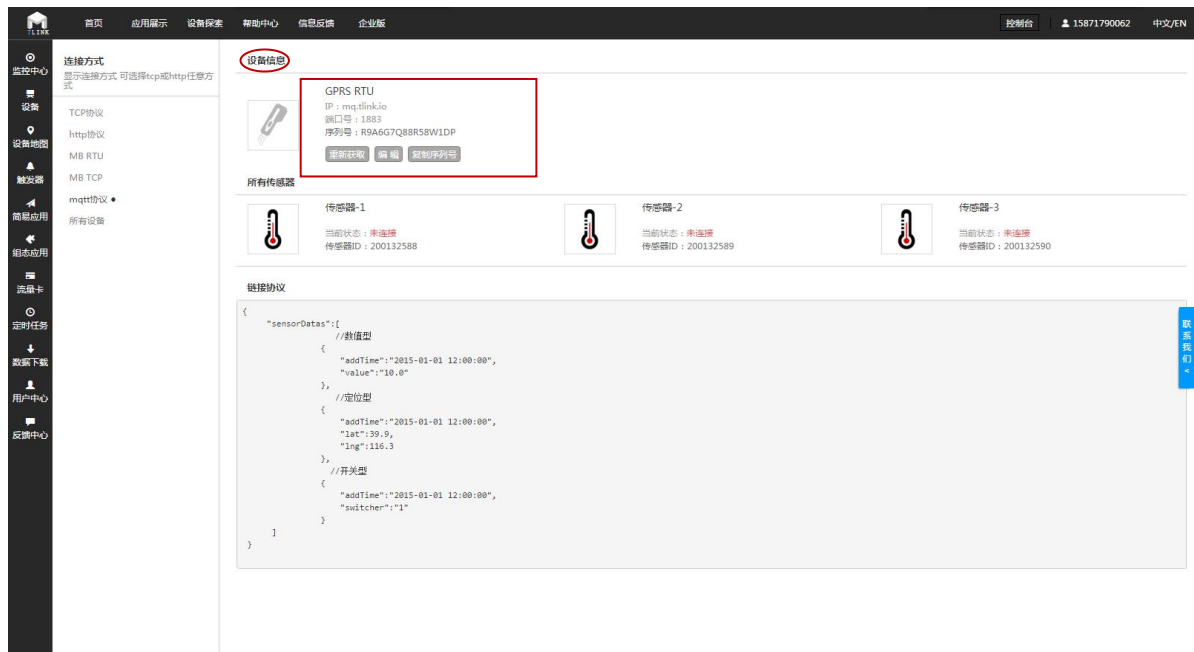 TLINK
首页 应用展示 设备探索 帮助中心 信息反馈 企业版 控制台 15871790062 中文/EN
监控中心
设备
设备地图
触发器
简易应用
组态应用
流量卡
定时任务
数据下载
用户中心
反馈中心
连接方式
显示连接方式 可选择tcp或http任意方
式
TCP协议
http协议
MB RTU
MB TCP
mqtt协议 ●
所有设备
设备信息
GPRS RTU
IP : mq.tlink.io
端口号 : 1883
序列号 : R9A6G7Q88R58W1DP
重新获取 编 辑 复制序列号
所有传感器
传感器-1
当前状态 : 未连接
传感器ID : 200132588
传感器-2
当前状态 : 未连接
传感器ID : 200132589
传感器-3
当前状态 : 未连接
传感器ID : 200132590
链接协议
{
"sensorDatas":[
//数值型
{
"addTime":"2015-01-01 12:00:00",
"value":"10.0"
},
//定位型
{
"addTime":"2015-01-01 12:00:00",
"lat":39.9,
"lng":116.3
},
//开关型
{
"addTime":"2015-01-01 12:00:00",
"switcher":"1"
}
]
}
联系我们 <